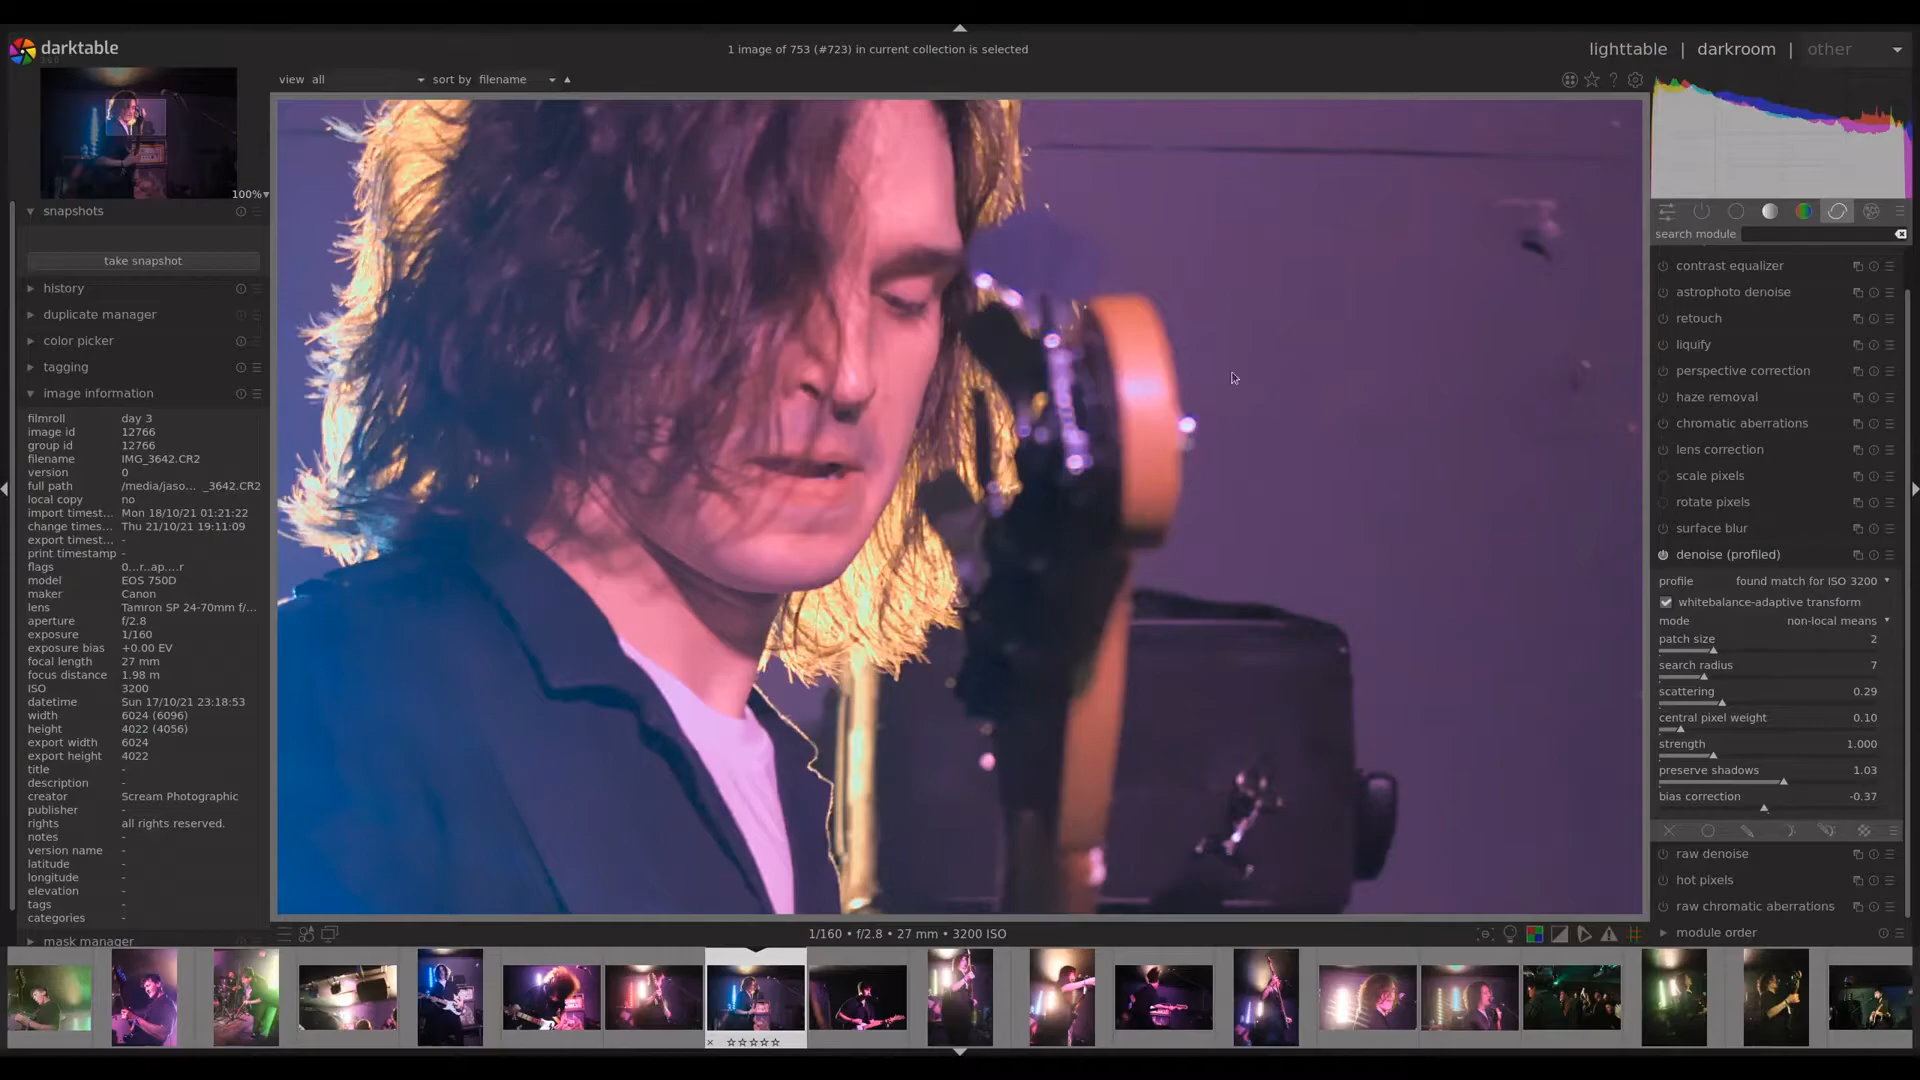 darktable
1 image of 753 (#723) in current collection is selected
lighttable | darkroom | other
view all
sort by filename
100%
snapshots
take snapshot
history
duplicate manager
color picker
tagging
image information
filmroll day 3
image id 12766
group id 12766
filename IMG_3642.CR2
version 0
full path /media/jaso... _3642.CR2
local copy no
import timest... Mon 18/10/21 01:21:22
change times... Thu 21/10/21 19:11:09
export timest... -
print timestamp -
flags 0...r..ap....r
model EOS 750D
maker Canon
lens Tamron SP 24-70mm f/...
aperture f/2.8
exposure 1/160
exposure bias +0.00 EV
focal length 27 mm
focus distance 1.98 m
ISO 3200
datetime Sun 17/10/21 23:18:53
width 6024 (6096)
height 4022 (4056)
export width 6024
export height 4022
title -
description -
creator Scream Photographic
publisher -
rights all rights reserved.
notes -
version name -
latitude -
longitude -
elevation -
tags -
categories -
mask manager
1/160 • f/2.8 • 27 mm • 3200 ISO
search module
contrast equalizer
astrophoto denoise
retouch
liquify
perspective correction
haze removal
chromatic aberrations
lens correction
scale pixels
rotate pixels
surface blur
denoise (profiled)
profile found match for ISO 3200
whitebalance-adaptive transform
mode non-local means
patch size 2
search radius 7
scattering 0.29
central pixel weight 0.10
strength 1.000
preserve shadows 1.03
bias correction -0.37
raw denoise
hot pixels
raw chromatic aberrations
module order